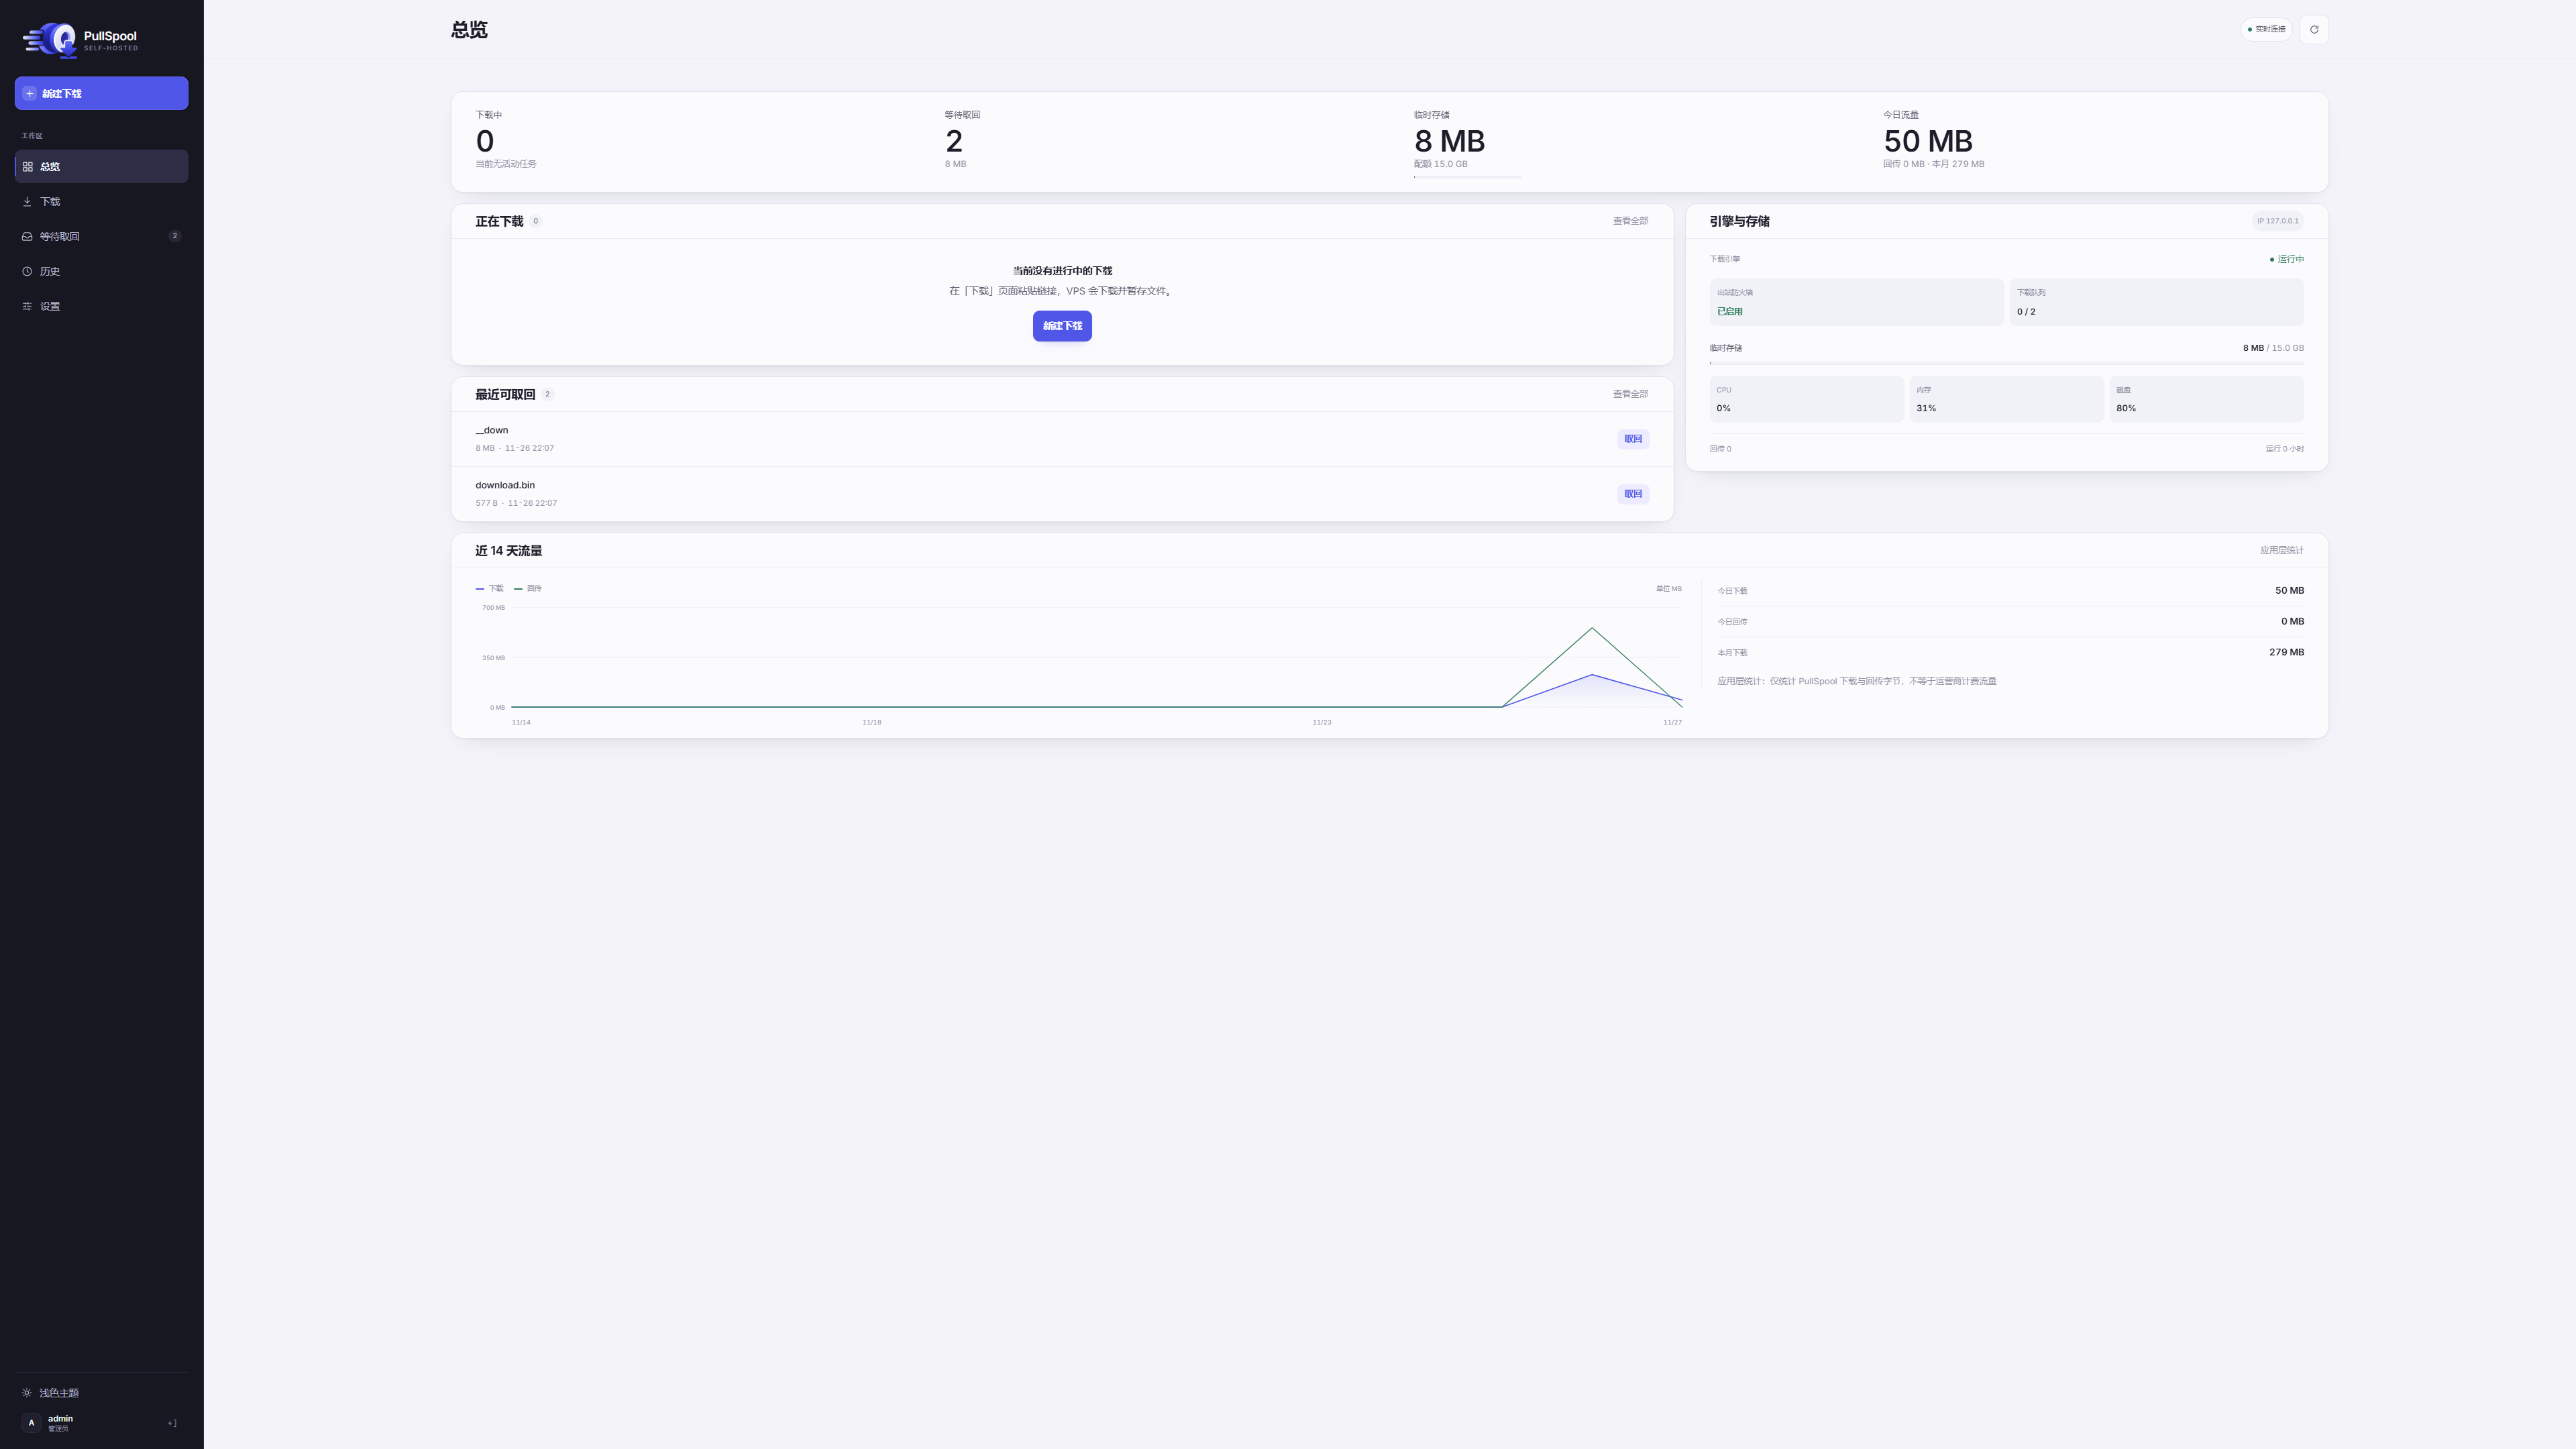 PullSpool
SELF-HOSTED
新建下载
工作区
总览
下载
等待取回 2
历史
设置
浅色主题
A
admin
管理员
总览
实时连接
下载中
0
当前无活动任务
等待取回
2
8 MB
临时存储
8 MB
配额 15.0 GB
今日流量
50 MB
回传 0 MB · 本月 279 MB
正在下载 0
查看全部
当前没有进行中的下载
在「下载」页面粘贴链接，VPS 会下载并暂存文件。
新建下载
最近可取回 2
查看全部
__down
8 MB · 11-26 22:07
取回
download.bin
577 B · 11-26 22:07
取回
引擎与存储
IP 127.0.0.1
下载引擎
运行中
出站防火墙
已启用
下载队列
0 / 2
临时存储
8 MB / 15.0 GB
CPU
0%
内存
31%
磁盘
80%
回传 0
运行 0 小时
近 14 天流量
应用层统计
下载 回传
单位 MB
700 MB
350 MB
0 MB
11/14 11/18 11/23 11/27
今日下载 50 MB
今日回传 0 MB
本月下载 279 MB
应用层统计：仅统计 PullSpool 下载与回传字节，不等于运营商计费流量